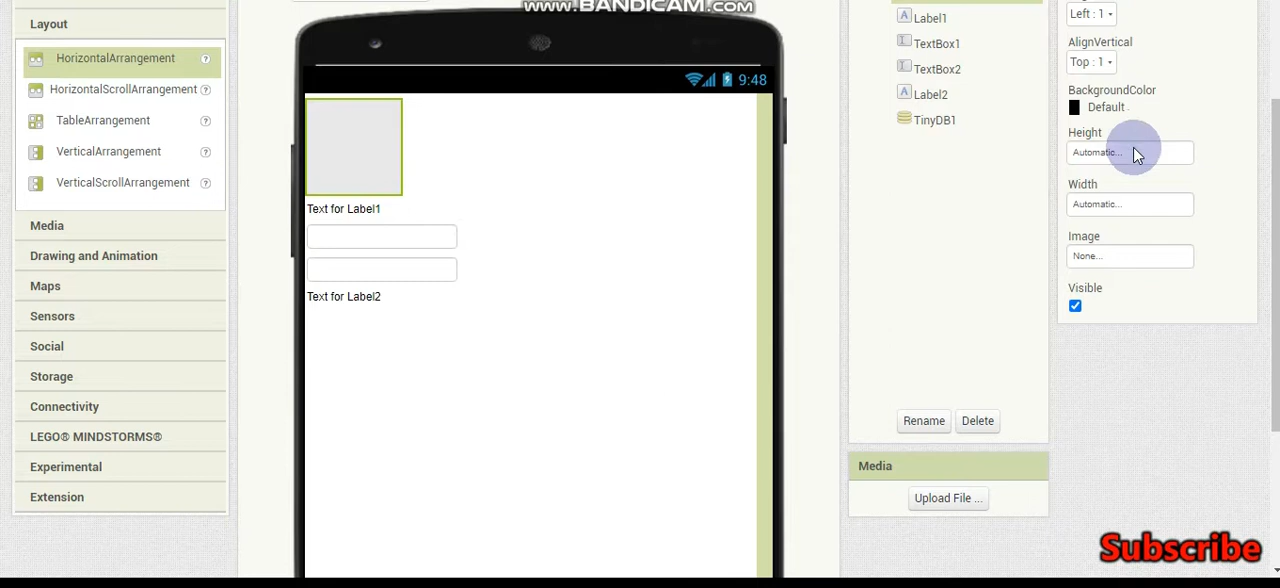 www.BANDICAM.com
Layout
HorizontalArrangement ?
HorizontalScrollArrangement ?
TableArrangement ?
VerticalArrangement ?
VerticalScrollArrangement ?
Media
Drawing and Animation
Maps
Sensors
Social
Storage
Connectivity
LEGO® MINDSTORMS®
Experimental
Extension
9:48
Text for Label1
Text for Label2
Label1
TextBox1
TextBox2
Label2
TinyDB1
Rename Delete
Media
Upload File ...
Left : 1
AlignVertical
Top : 1
BackgroundColor
Default
Height
Automatic...
Width
Automatic...
Image
None...
Visible
Subscribe